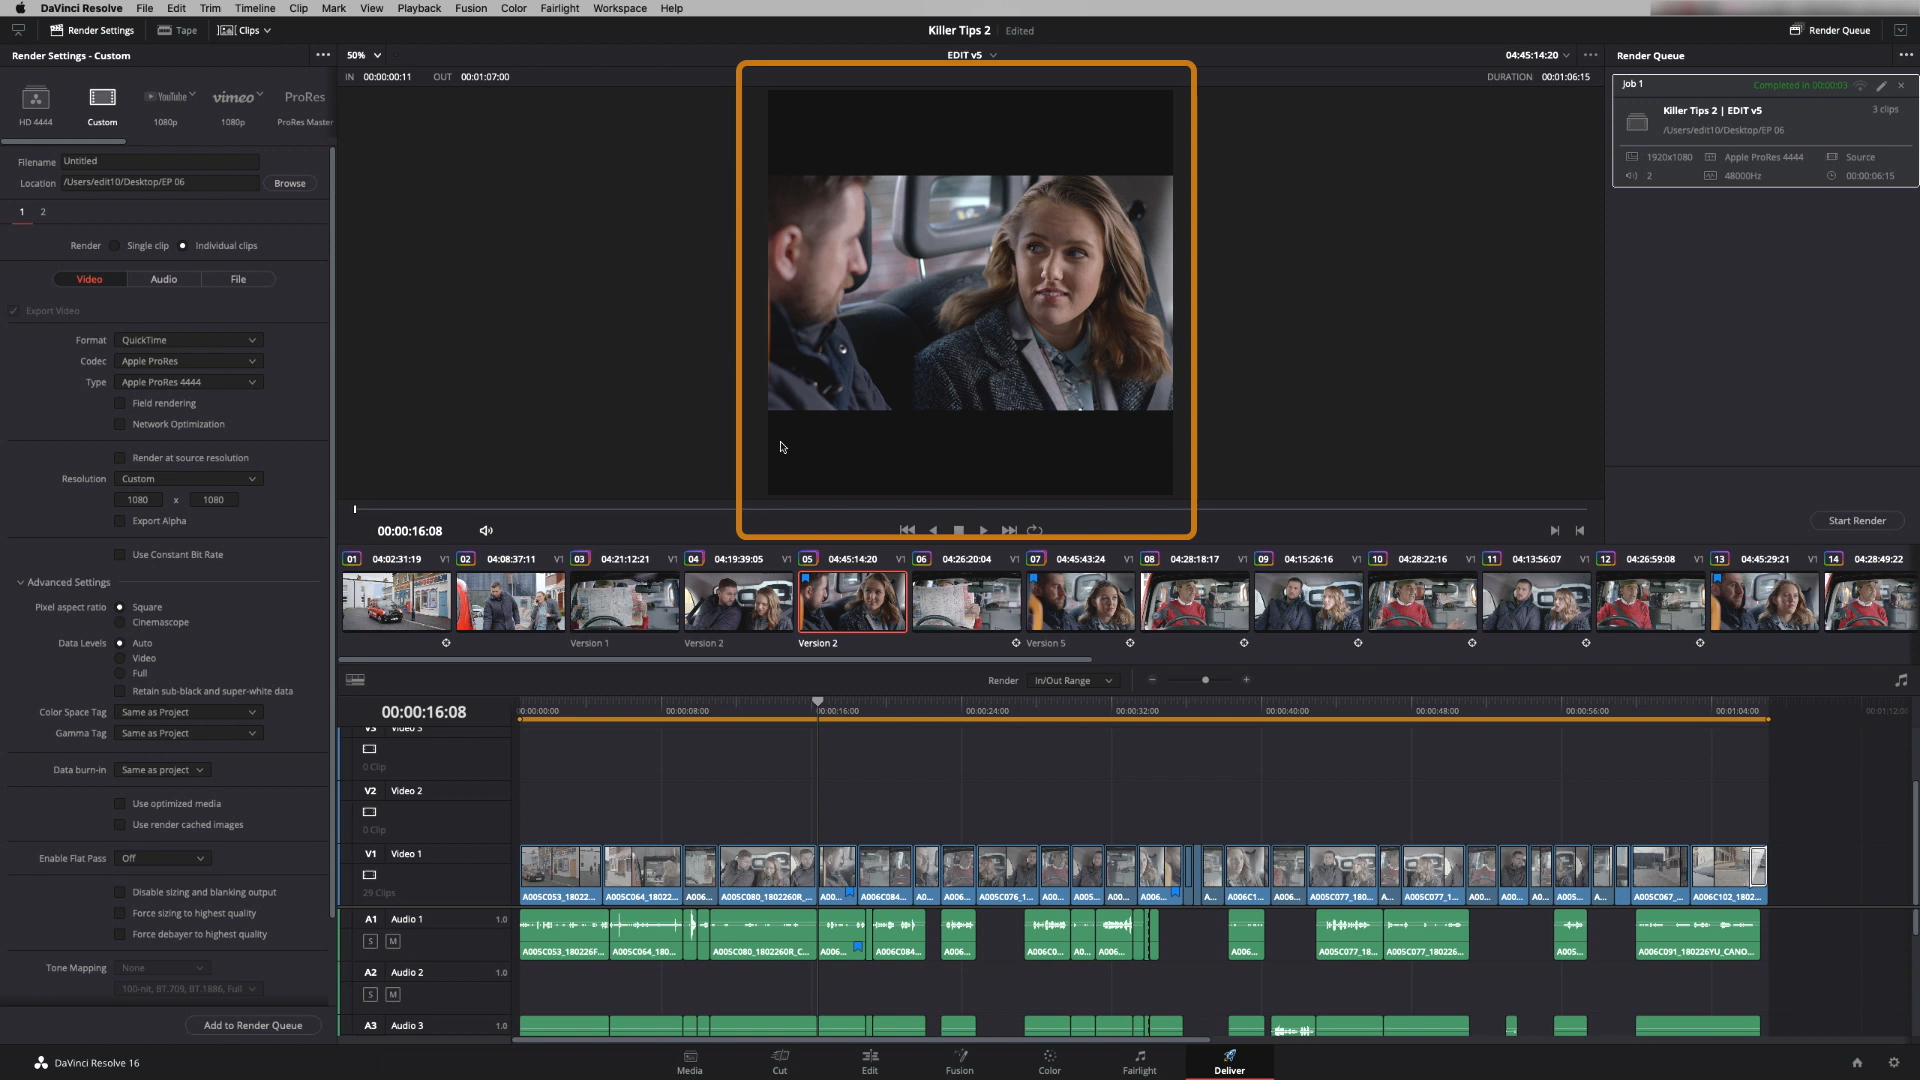 DaVinci Resolve File Edit Trim Timeline Clip Mark View Playback Fusion Color Fairlight Workspace Help
Render Settings Tape Clips Killer Tips 2 Edited Render Queue
Render Settings - Custom 50% EDIT v5 04:45:14:20 Render Queue
IN 00:00:00:11 OUT 00:01:07:00 DURATION 00:01:06:15
Job 1 Completed in 00:00:03
Killer Tips 2 | EDIT v5 3 clips
/Users/edit10/Desktop/EP 06
1920x1080 Apple ProRes 4444 Source
2 48000Hz 00:00:06:15
YouTube vimeo ProRes
HD 4444 Custom 1080p 1080p ProRes Master
Filename Untitled
Location /Users/edit10/Desktop/EP 06 Browse
1 2
Render Single clip Individual clips
Video Audio File
Export Video
Format QuickTime
Codec Apple ProRes
Type Apple ProRes 4444
Field rendering
Network Optimization
Render at source resolution
Resolution Custom
1080 x 1080
Export Alpha
Use Constant Bit Rate
Advanced Settings
Pixel aspect ratio Square
Cinemascope
Data Levels Auto
Video
Full
Retain sub-black and super-white data
Color Space Tag Same as Project
Gamma Tag Same as Project
Data burn-in Same as project
Use optimized media
Use render cached images
Enable Flat Pass Off
Disable sizing and blanking output
Force sizing to highest quality
Force debayer to highest quality
Tone Mapping None
100-nit, BT.709, BT.1886, Full
Add to Render Queue
00:00:16:08
Start Render
01 04:02:31:19 V1 02 04:08:37:11 V1 03 04:21:12:21 V1 04 04:19:39:05 V1 05 04:45:14:20 V1 06 04:26:20:04 V1 07 04:45:43:24 V1 08 04:28:18:17 V1 09 04:15:26:16 V1 10 04:28:22:16 V1 11 04:13:56:07 V1 12 04:26:59:08 V1 13 04:45:29:21 V1 14 04:28:49:22
Version 1 Version 2 Version 2 Version 5
Render In/Out Range
00:00:16:08 0:00:00:00 00:00:08:00 00:00:16:00 00:00:24:00 00:00:32:00 00:00:40:00 00:00:48:00 00:00:56:00 00:01:04:00 00:01:12:00
V3 Video 3
0 Clip
V2 Video 2
0 Clip
V1 Video 1
29 Clips
A005C053_18022... A005C064_18022... A006... A005C080_1802260R_... A00... A006C084... A00... A006... A005C076_1... A00... A005... A00... A006... A... A006C1... A006... A005C077_180... A... A005C077_1... A00... A00... A0... A005... A... A005C067_... A006C102_1802...
A1 Audio 1 1.0
S M
A005C053_180226F... A005C064_180... A005C080_1802260R_C... A006... A006C084... A006... A006C0... A0... A006... A006... A005C077_18... A005C077_180226... A005... A006C091_180226YU_CANO...
A2 Audio 2 1.0
S M
A3 Audio 3 1.0
DaVinci Resolve 16 Media Cut Edit Fusion Color Fairlight Deliver